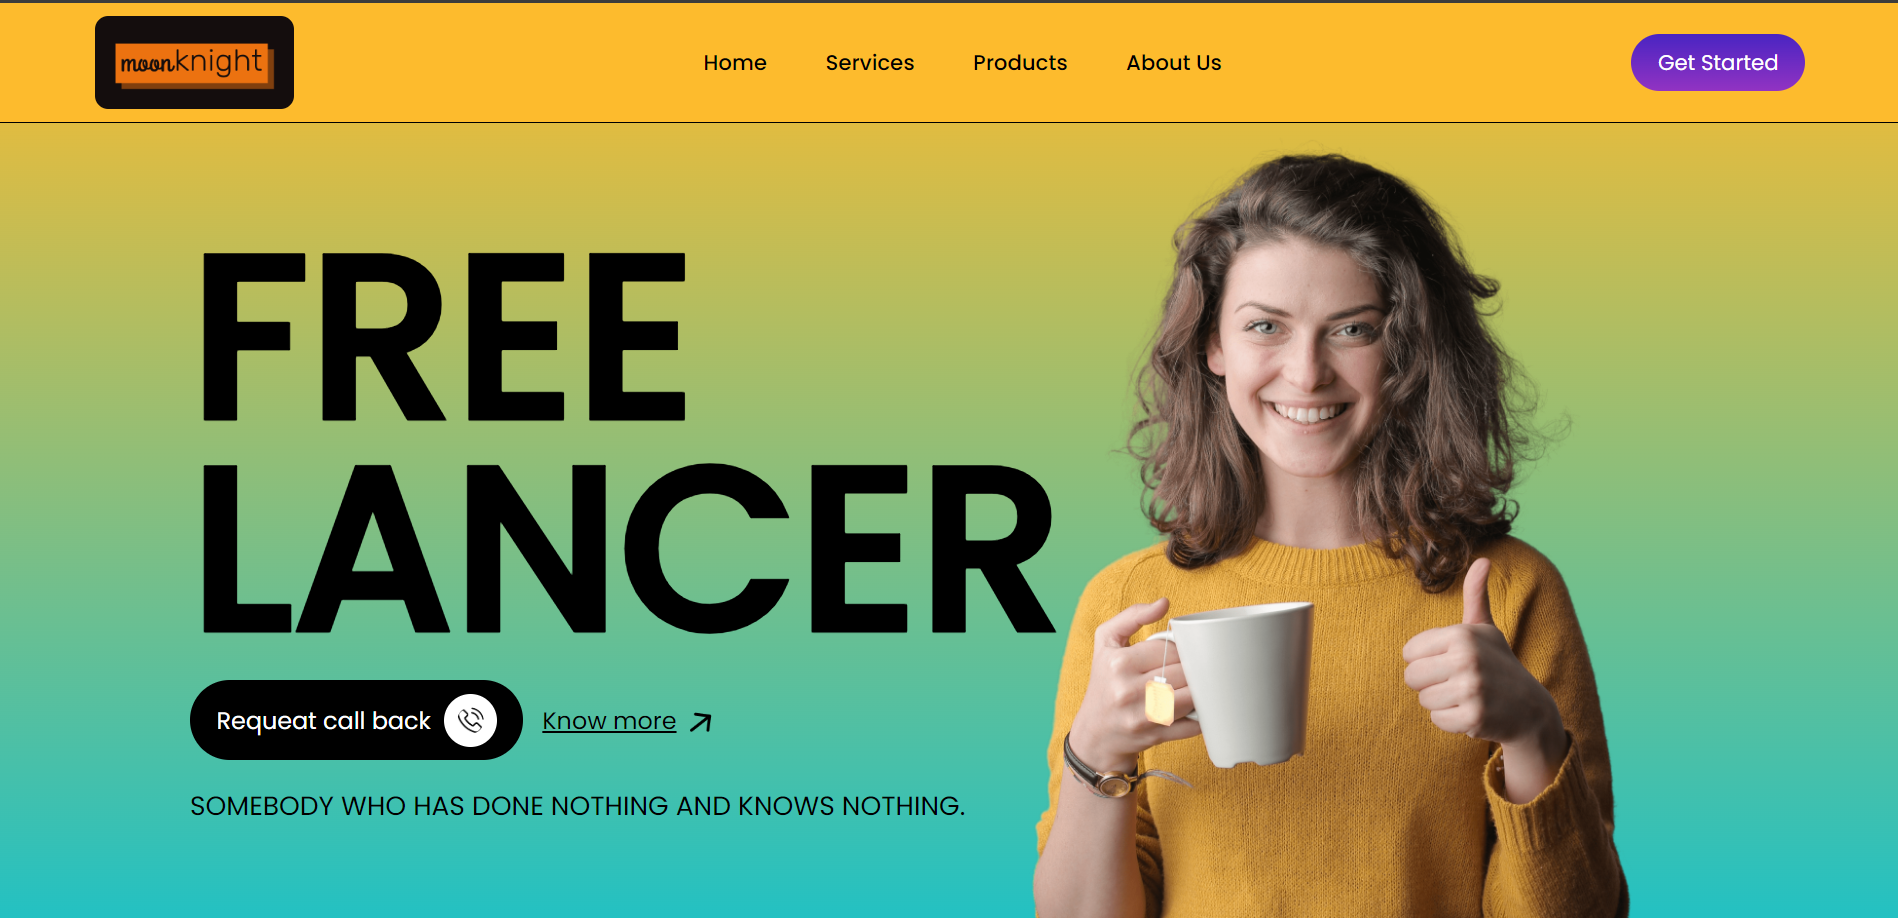 moonknight
Home Services Products About Us Get Started
FREE
LANCER
Requeat call back Know more
SOMEBODY WHO HAS DONE NOTHING AND KNOWS NOTHING.